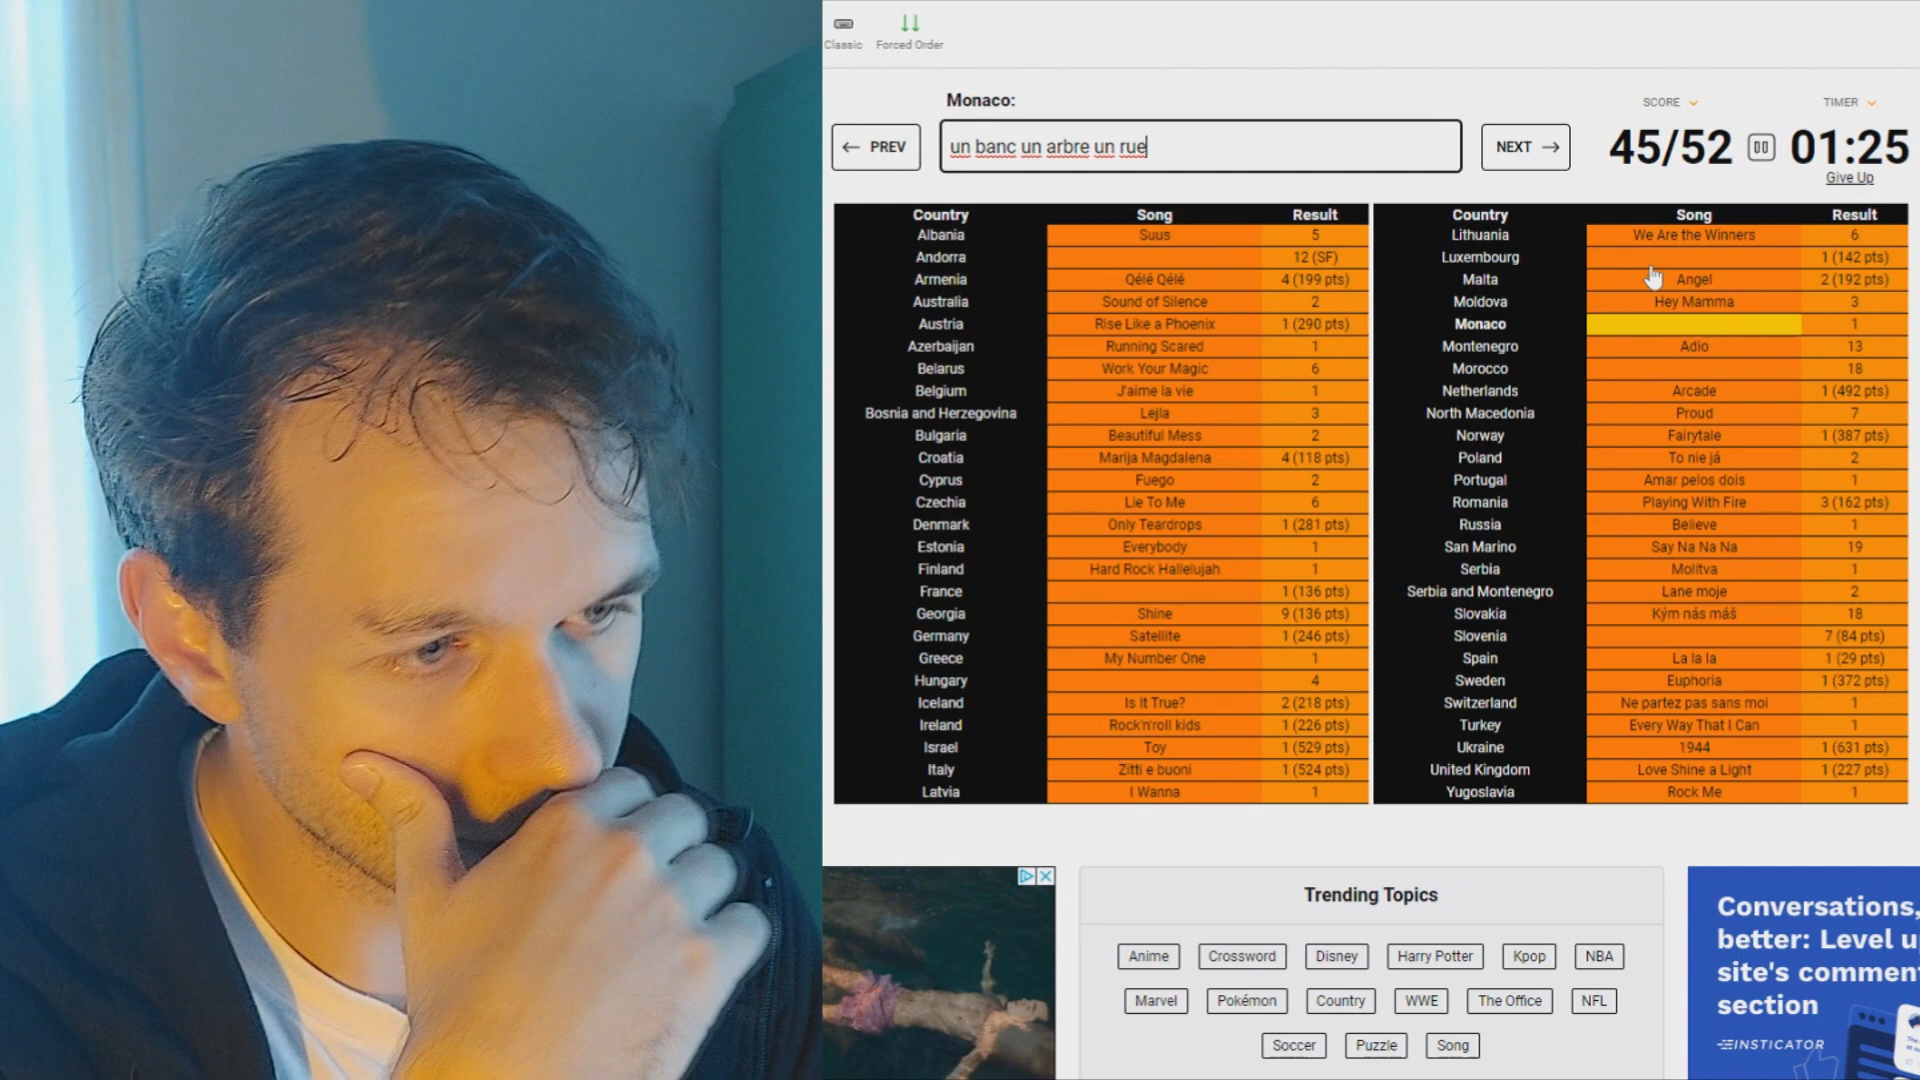 Classic
Forced Order
Monaco:
SCORE
TIMER
← PREV
un banc un arbre un rue
NEXT →
45/52
01:25
Give Up
Country Song Result
Albania Suus 5
Andorra 12 (SF)
Armenia Qélé Qélé 4 (199 pts)
Australia Sound of Silence 2
Austria Rise Like a Phoenix 1 (290 pts)
Azerbaijan Running Scared 1
Belarus Work Your Magic 6
Belgium J'aime la vie 1
Bosnia and Herzegovina Lejla 3
Bulgaria Beautiful Mess 2
Croatia Marija Magdalena 4 (118 pts)
Cyprus Fuego 2
Czechia Lie To Me 6
Denmark Only Teardrops 1 (281 pts)
Estonia Everybody 1
Finland Hard Rock Hallelujah 1
France 1 (136 pts)
Georgia Shine 9 (136 pts)
Germany Satellite 1 (246 pts)
Greece My Number One 1
Hungary 4
Iceland Is It True? 2 (218 pts)
Ireland Rock'n'roll kids 1 (226 pts)
Israel Toy 1 (529 pts)
Italy Zitti e buoni 1 (524 pts)
Latvia I Wanna 1
Country Song Result
Lithuania We Are the Winners 6
Luxembourg 1 (142 pts)
Malta Angel 2 (192 pts)
Moldova Hey Mamma 3
Monaco 1
Montenegro Adio 13
Morocco 18
Netherlands Arcade 1 (492 pts)
North Macedonia Proud 7
Norway Fairytale 1 (387 pts)
Poland To nie já 2
Portugal Amar pelos dois 1
Romania Playing With Fire 3 (162 pts)
Russia Believe 1
San Marino Say Na Na Na 19
Serbia Molitva 1
Serbia and Montenegro Lane moje 2
Slovakia Kým nás máš 18
Slovenia 7 (84 pts)
Spain La la la 1 (29 pts)
Sweden Euphoria 1 (372 pts)
Switzerland Ne partez pas sans moi 1
Turkey Every Way That I Can 1
Ukraine 1944 1 (631 pts)
United Kingdom Love Shine a Light 1 (227 pts)
Yugoslavia Rock Me 1
Trending Topics
Anime Crossword Disney Harry Potter Kpop NBA
Marvel Pokémon Country WWE The Office NFL
Soccer Puzzle Song
Conversations,
better: Level u
site's commen
section
INSTICATOR